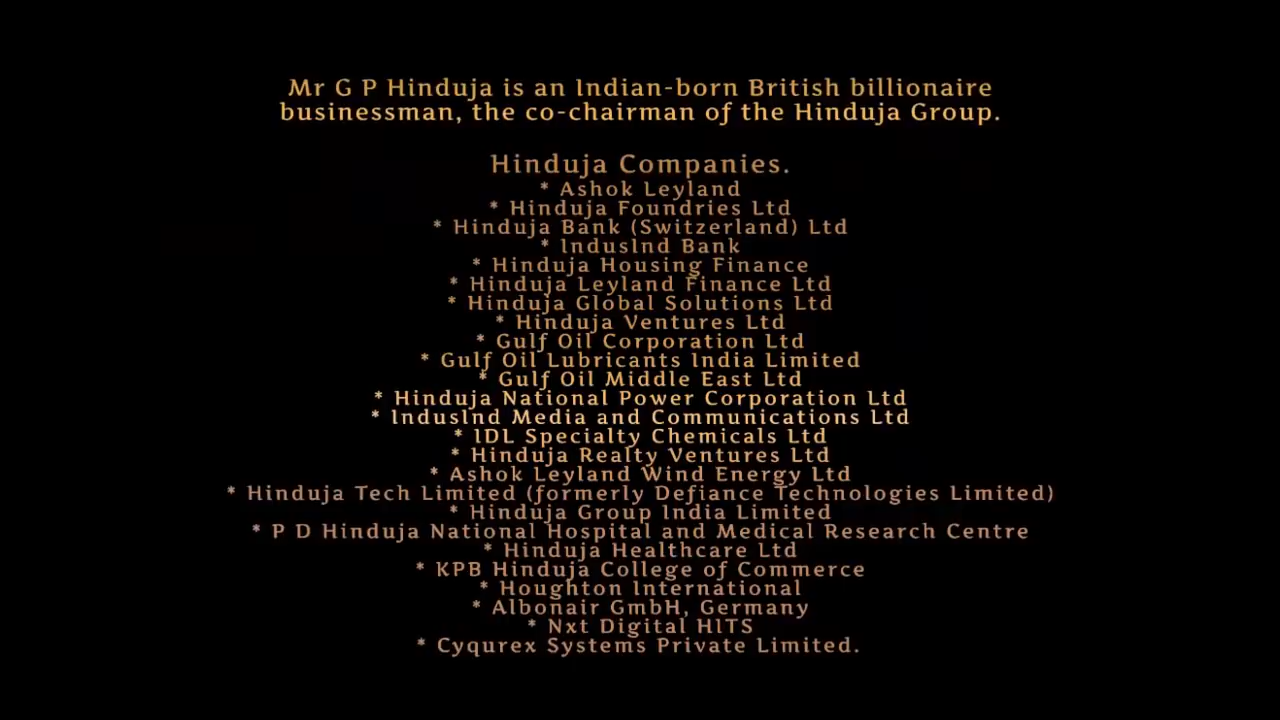 Mr G P Hinduja is an Indian-born British billionaire
businessman, the co-chairman of the Hinduja Group.
Hinduja Companies.
* Ashok Leyland
* Hinduja Foundries Ltd
* Hinduja Bank (Switzerland) Ltd
* IndusInd Bank
* Hinduja Housing Finance
* Hinduja Leyland Finance Ltd
* Hinduja Global Solutions Ltd
* Hinduja Ventures Ltd
* Gulf Oil Corporation Ltd
* Gulf Oil Lubricants India Limited
* Gulf Oil Middle East Ltd
* Hinduja National Power Corporation Ltd
* IndusInd Media and Communications Ltd
* IDL Specialty Chemicals Ltd
* Hinduja Realty Ventures Ltd
* Ashok Leyland Wind Energy Ltd
* Hinduja Tech Limited (formerly Defiance Technologies Limited)
* Hinduja Group India Limited
* P D Hinduja National Hospital and Medical Research Centre
* Hinduja Healthcare Ltd
* KPB Hinduja College of Commerce
* Houghton International
* Albonair GmbH, Germany
* Nxt Digital HITS
* Cyqurex Systems Private Limited.